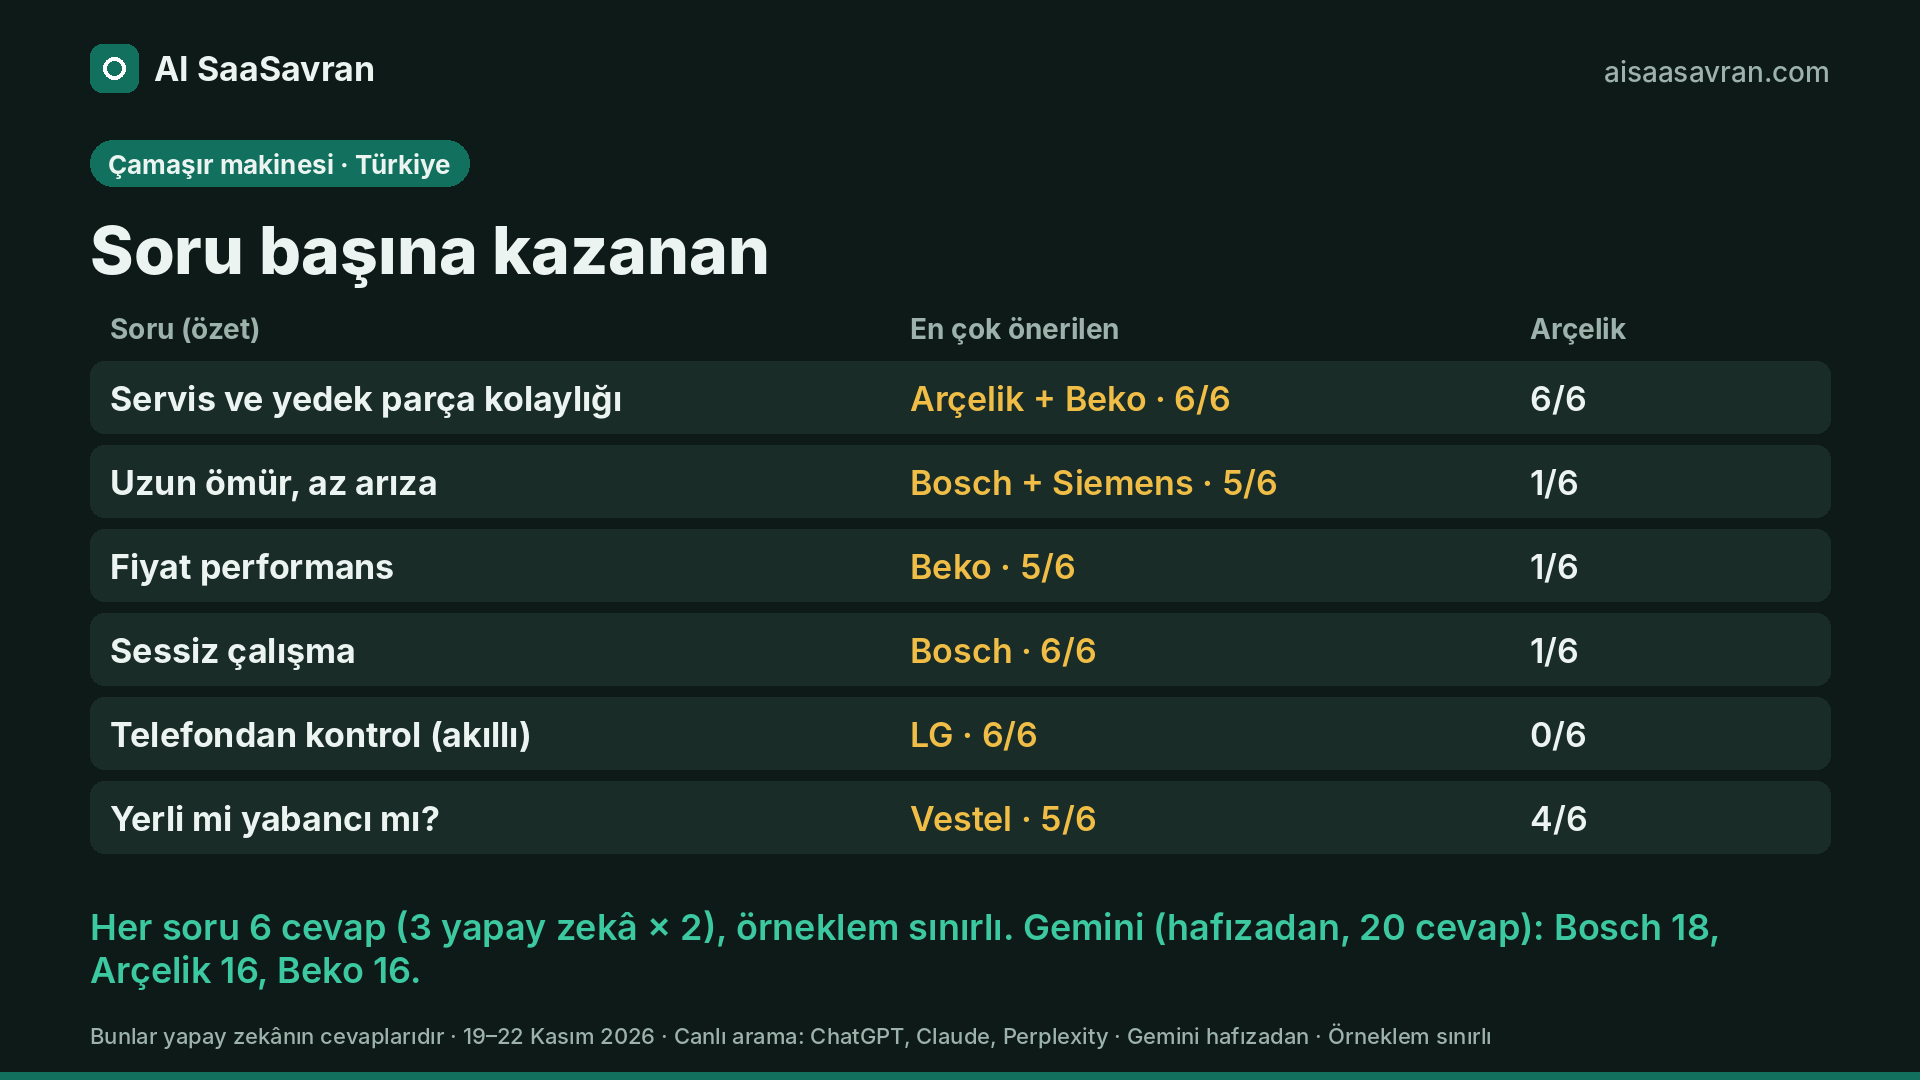 AI SaaSavran
aisaasavran.com
Çamaşır makinesi · Türkiye
Soru başına kazanan
Soru (özet) En çok önerilen Arçelik
Servis ve yedek parça kolaylığı Arçelik + Beko · 6/6 6/6
Uzun ömür, az arıza Bosch + Siemens · 5/6 1/6
Fiyat performans Beko · 5/6 1/6
Sessiz çalışma Bosch · 6/6 1/6
Telefondan kontrol (akıllı) LG · 6/6 0/6
Yerli mi yabancı mı? Vestel · 5/6 4/6
Her soru 6 cevap (3 yapay zekâ × 2), örneklem sınırlı. Gemini (hafızadan, 20 cevap): Bosch 18,
Arçelik 16, Beko 16.
Bunlar yapay zekânın cevaplarıdır · 19–22 Kasım 2026 · Canlı arama: ChatGPT, Claude, Perplexity · Gemini hafızadan · Örneklem sınırlı